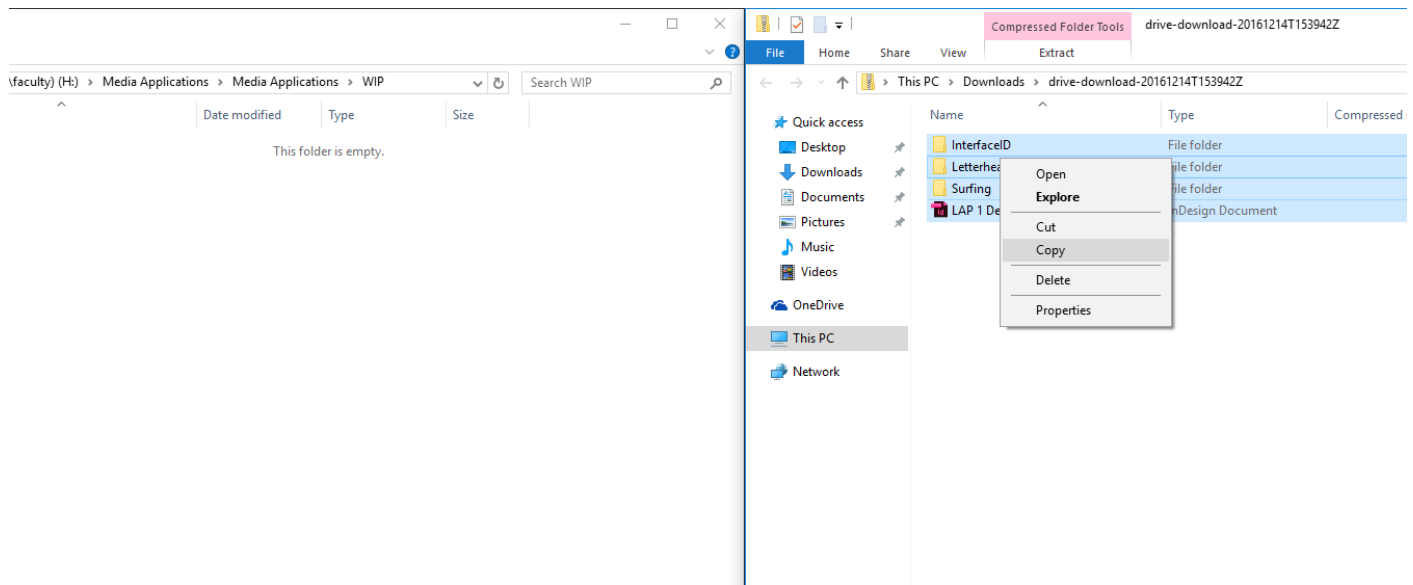 \faculty) (H:) > Media Applications > Media Applications > WIP
Search WIP
Date modified Type Size
This folder is empty.
Compressed Folder Tools drive-download-20161214T153942Z
File Home Share View Extract
This PC > Downloads > drive-download-20161214T153942Z
Quick access
Desktop
Downloads
Documents
Pictures
Music
Videos
OneDrive
This PC
Network
Name Type Compressed
InterfaceID File folder
Letterhea ile folder
Surfing ile folder
LAP 1 De nDesign Document
Open
Explore
Cut
Copy
Delete
Properties